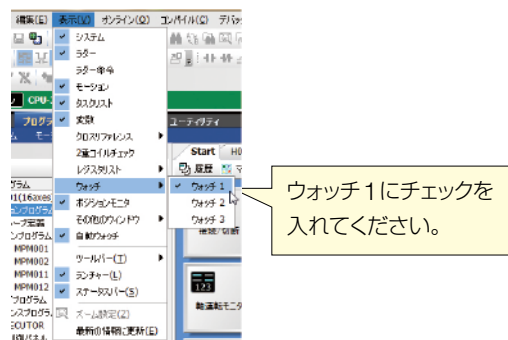 編集(E) 表示(V) オンライン(O) コンパイル(C)
システム
ラダー
ラダー命令
モーション
CPU-
タスクリスト
変数
ユーティリティ
クロスリファレンス
2重コイルチェック
Start
レジスタリスト
履歴
ウォッチ
ウォッチ 1
ウォッチ 2
ウォッチ 3
ポジションモニタ
その他のウィンドウ
自動ウォッチ
接続/切断
MPM001
MPM002
MPM011
MPM012
ツールバー(T)
ランチャー(L)
ステータスバー(S)
123
軸運転モニタ
ズーム設定(Z)
最新の情報に更新(E)
ウォッチ1にチェックを
入れてください。